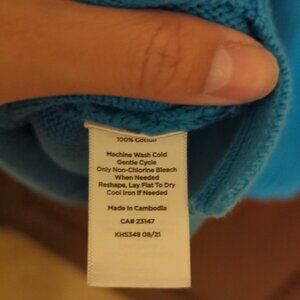 100% Cotton
Machine Wash Cold
Gentle Cycle
Only Non-Chlorine Bleach
When Needed
Reshape, Lay Flat To Dry
Cool Iron If Needed
Made in Cambodia
CA# 23147
KH5348 08/21